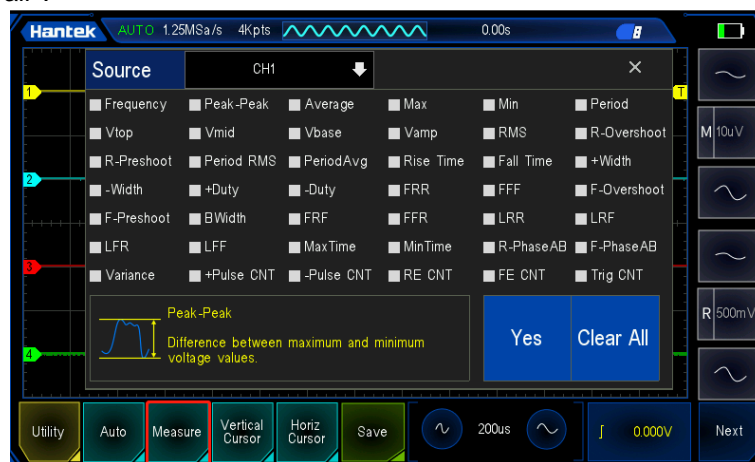 Hantek AUTO 1.25MSa/s 4Kpts 0.00s
Source CH1 ×
1 T
Frequency Peak-Peak Average Max Min Period
Vtop Vmid Vbase Vamp RMS R-Overshoot
M 10uV
R-Preshoot Period RMS PeriodAvg Rise Time Fall Time +Width
2
-Width +Duty -Duty FRR FFF F-Overshoot
F-Preshoot BWidth FRF FFR LRR LRF
LFR LFF MaxTime MinTime R-PhaseAB F-PhaseAB
3
Variance +Pulse CNT -Pulse CNT RE CNT FE CNT Trig CNT
Peak-Peak
Difference between maximum and minimum
voltage values.
Yes Clear All
R 500mV
4
Utility Auto Measure Vertical
Cursor Horiz
Cursor Save 200us 0.000V Next